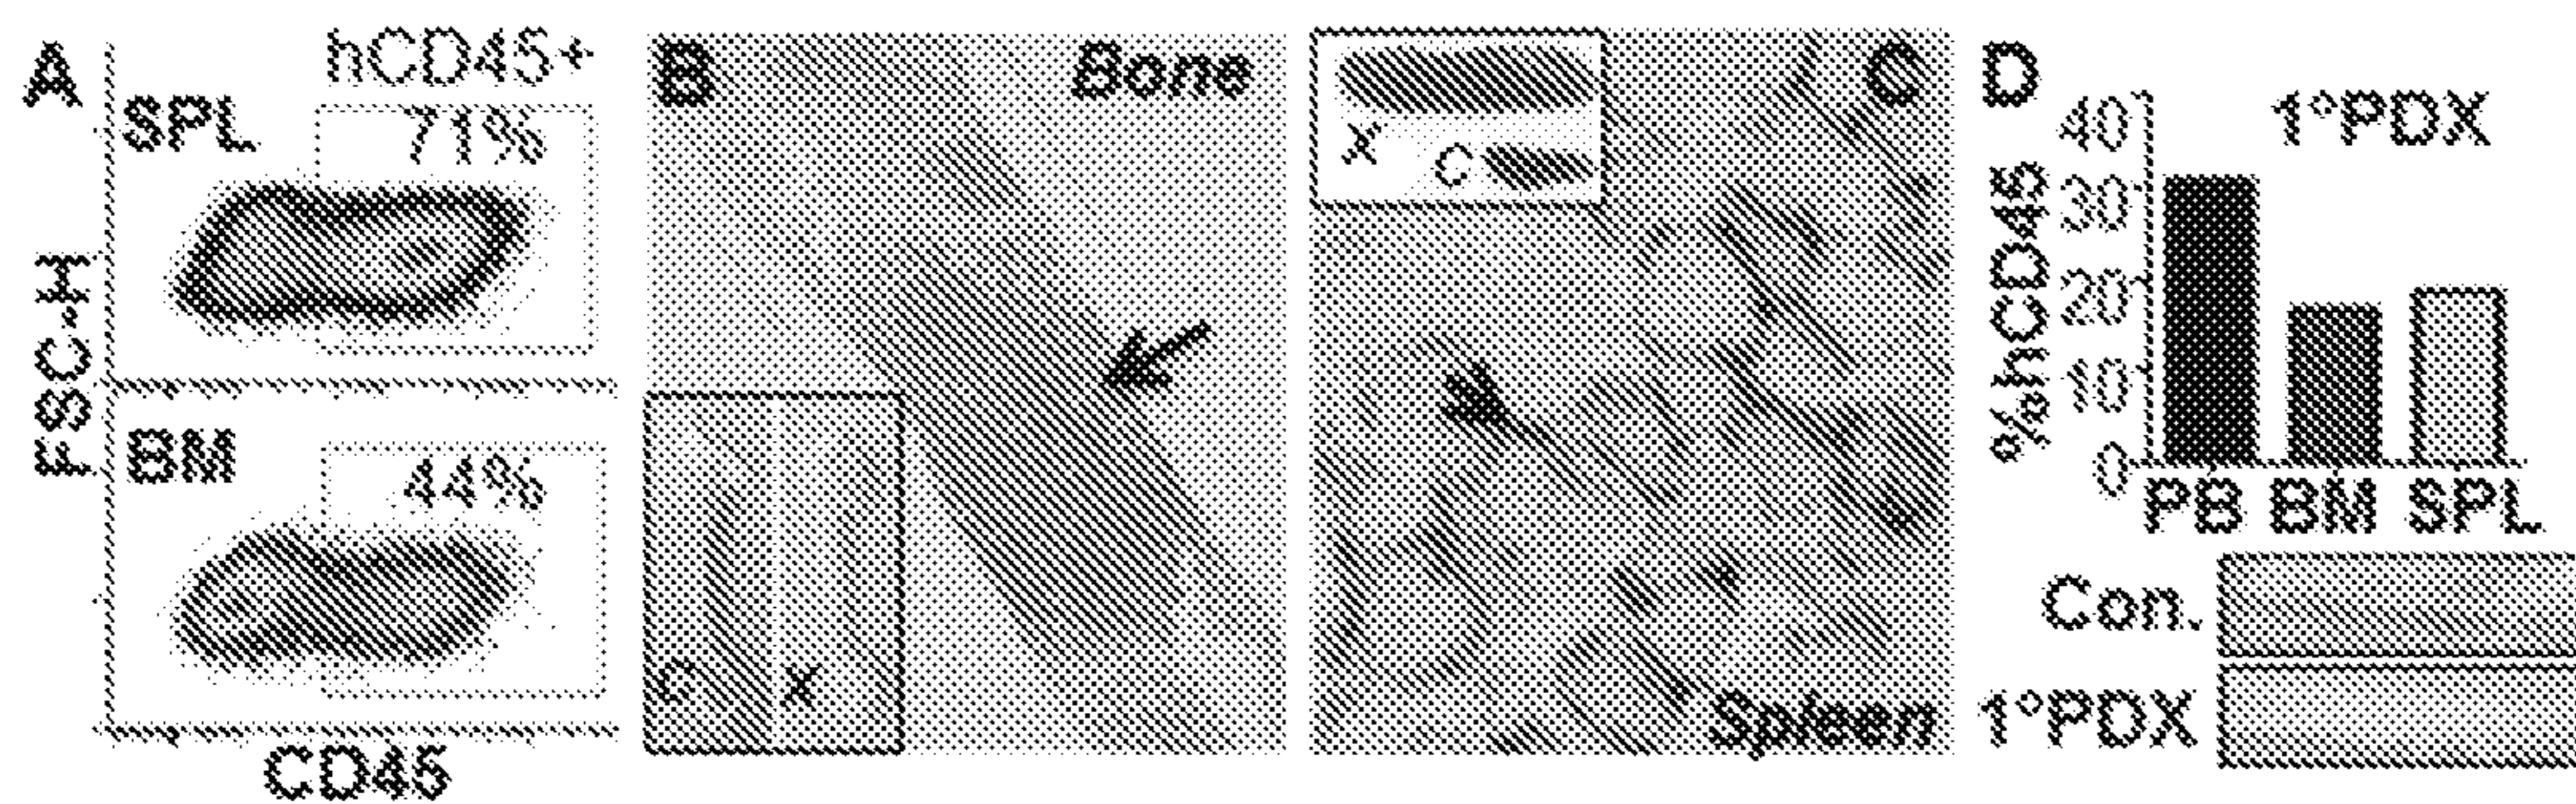 A
hCD45+
SPL
71%
FSC-H
BM
44%
CD45
B
Bone
C
X
C
X
C
Spleen
D
1°PDX
%hCD45
40
30
20
10
0
PB BM SPL
Con.
1°PDX